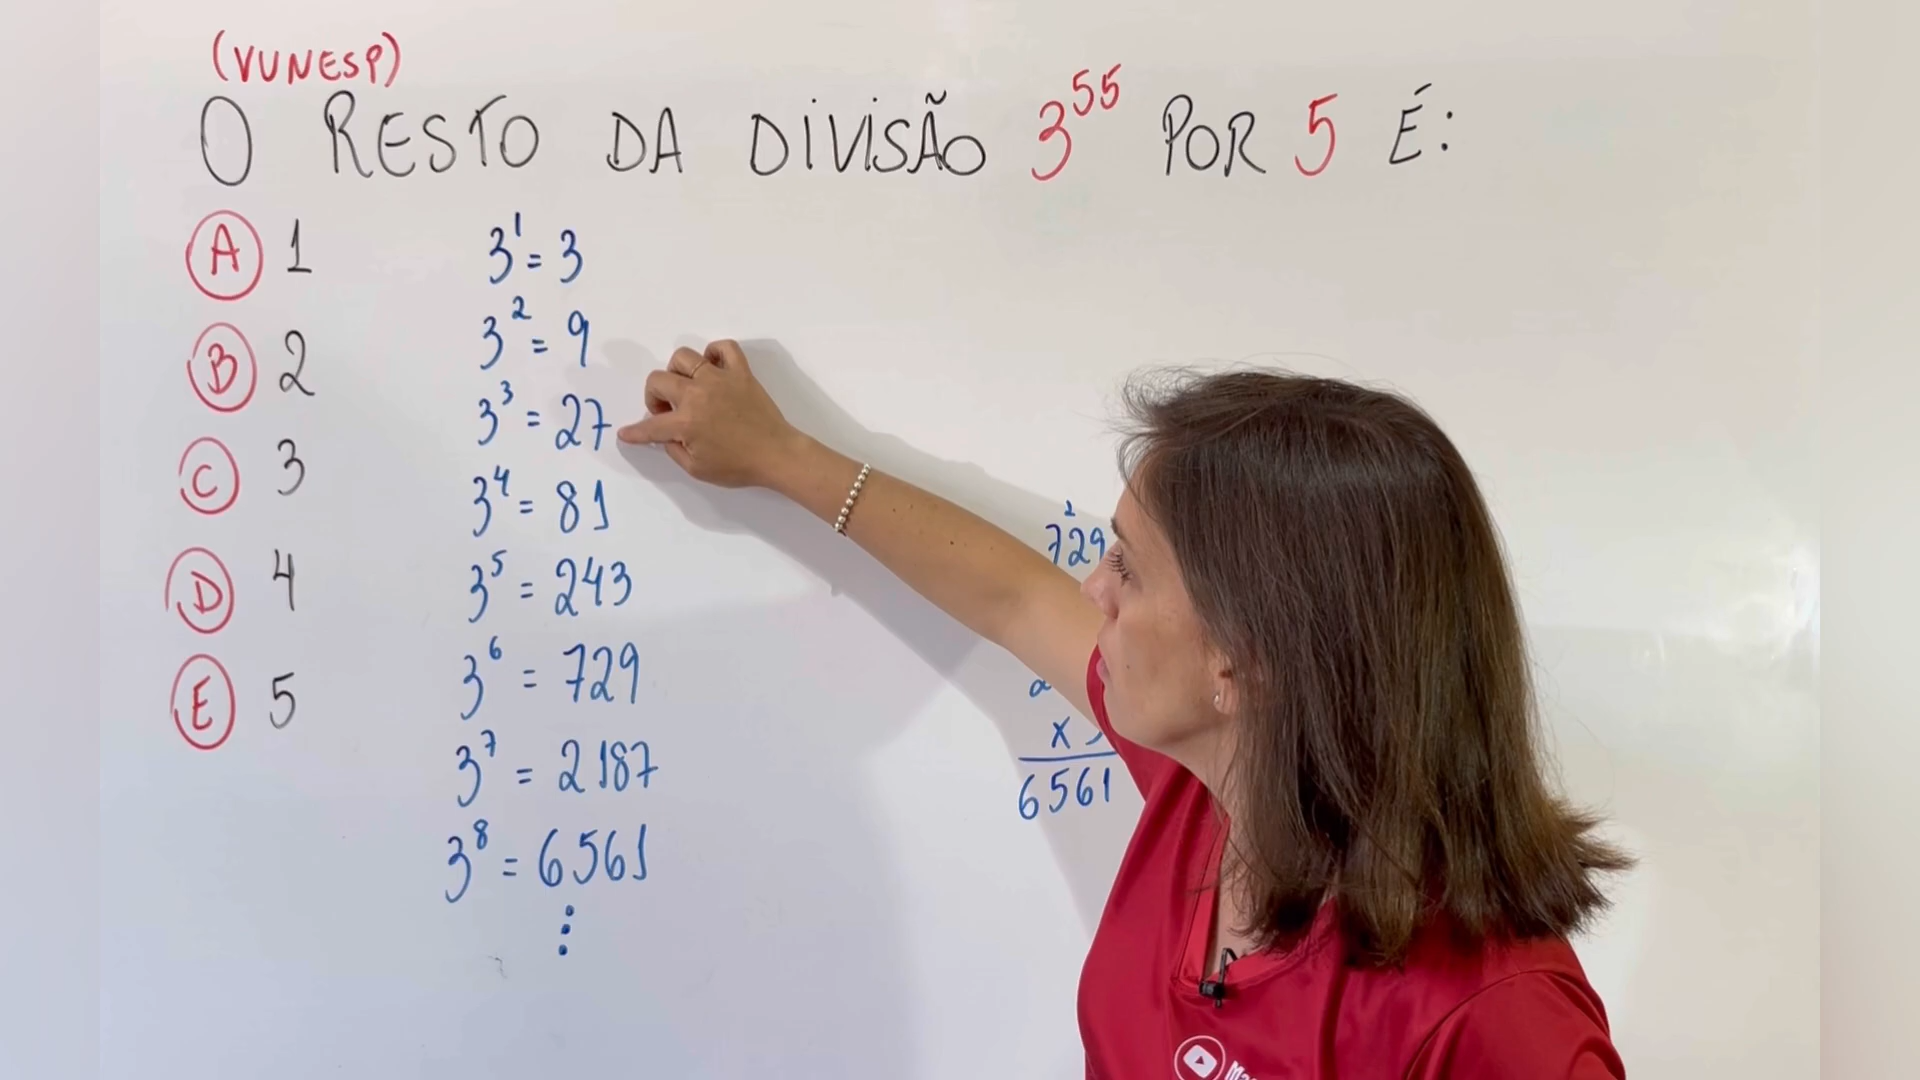 (VUNESP)
O RESTO DA DIVISÃO 3⁵⁵ POR 5 É:
A 1
B 2
C 3
D 4
E 5
3¹ = 3
3² = 9
3³ = 27
3⁴ = 81
3⁵ = 243
3⁶ = 729
3⁷ = 2187
3⁸ = 6561
⋮
2
729
x
6561